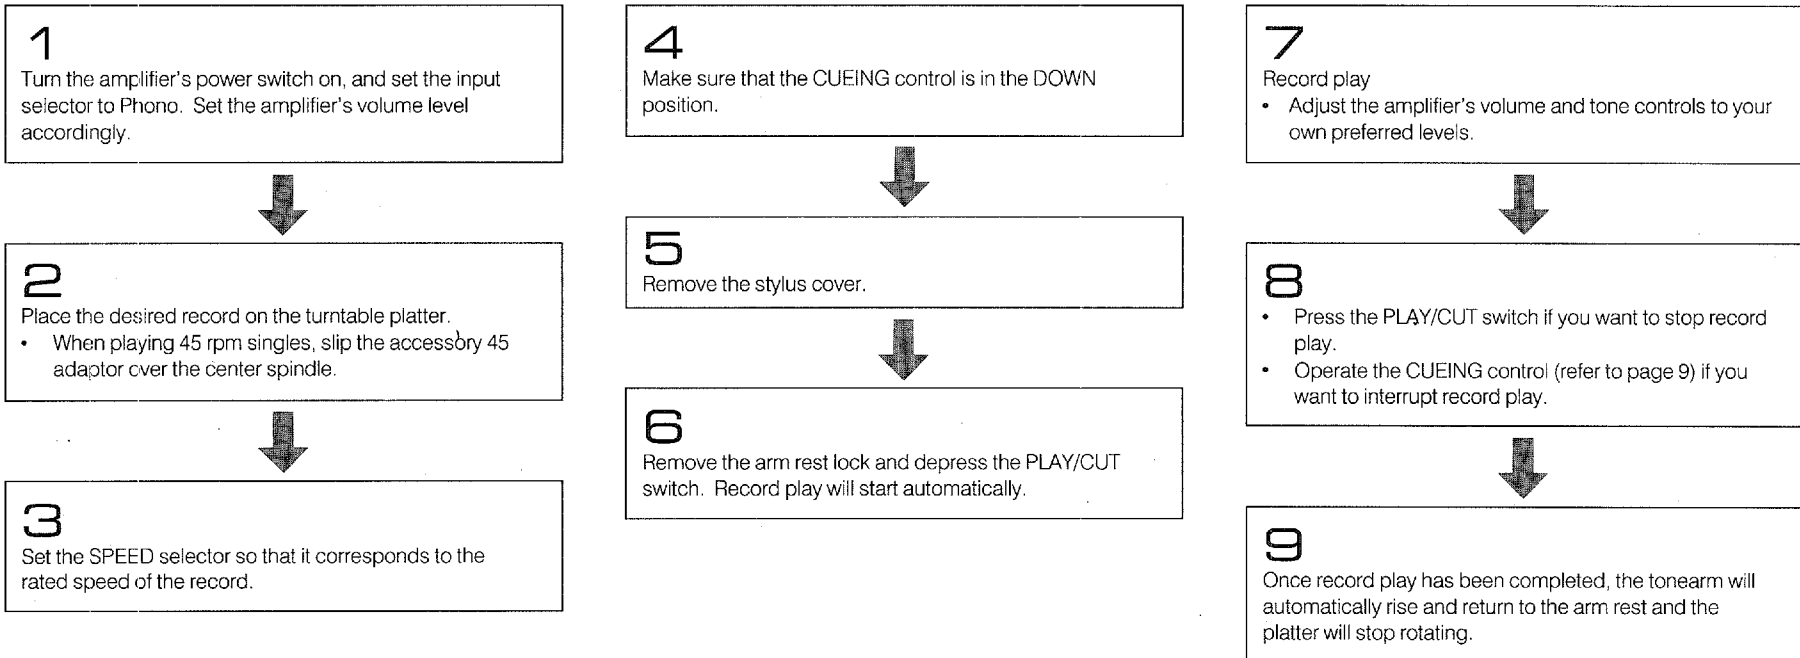 1
Turn the amplifier's power switch on, and set the input
selector to Phono. Set the amplifier's volume level
accordingly.
2
Place the desired record on the turntable platter.
• When playing 45 rpm singles, slip the accessory 45
adaptor over the center spindle.
3
Set the SPEED selector so that it corresponds to the
rated speed of the record.
4
Make sure that the CUEING control is in the DOWN
position.
5
Remove the stylus cover.
6
Remove the arm rest lock and depress the PLAY/CUT
switch. Record play will start automatically.
7
Record play
• Adjust the amplifier's volume and tone controls to your
own preferred levels.
8
• Press the PLAY/CUT switch if you want to stop record
play.
• Operate the CUEING control (refer to page 9) if you
want to interrupt record play.
9
Once record play has been completed, the tonearm will
automatically rise and return to the arm rest and the
platter will stop rotating.